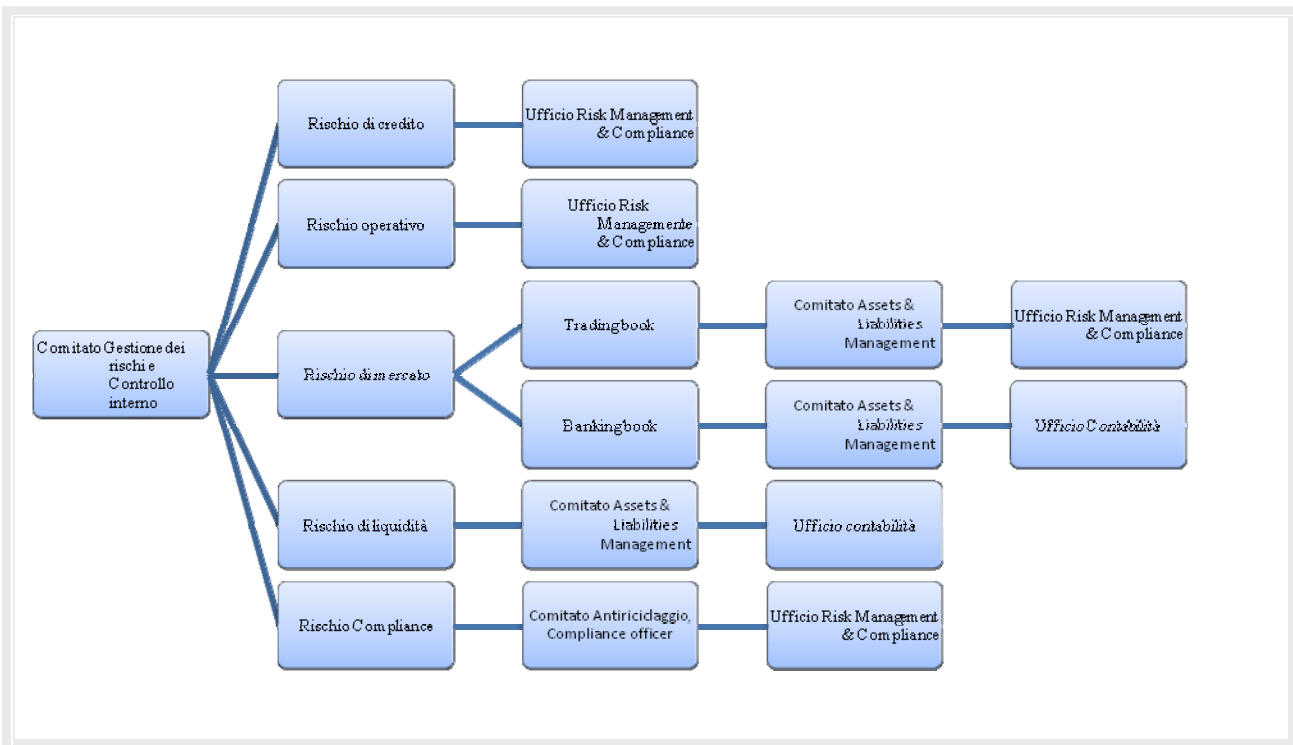 Rischio di credito
Ufficio Risk Management
& Compliance
Rischio operativo
Ufficio Risk
Managemente
& Compliance
Comitato Gestione dei
rischi e
Controllo
interno
Rischio di mercato
Tradingbook
Comitato Assets &
Liabilities
Management
Ufficio Risk Management
& Compliance
Bankingbook
Comitato Assets &
Liabilities
Management
Ufficio Contabilità
Rischio di liquidità
Comitato Assets &
Liabilities
Management
Ufficio contabilità
Rischio Compliance
Comitato Antiriciclaggio,
Compliance officer
Ufficio Risk Management
& Compliance